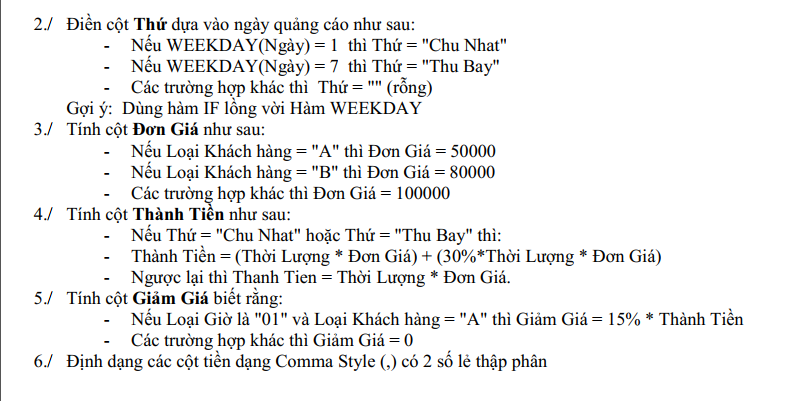 2./ Điền cột Thứ dựa vào ngày quảng cáo như sau:
- Nếu WEEKDAY(Ngày) = 1 thì Thứ = "Chu Nhat"
- Nếu WEEKDAY(Ngày) = 7 thì Thứ = "Thu Bay"
- Các trường hợp khác thì Thứ = "" (rỗng)
Gợi ý: Dùng hàm IF lồng vời Hàm WEEKDAY
3./ Tính cột Đơn Giá như sau:
- Nếu Loại Khách hàng = "A" thì Đơn Giá = 50000
- Nếu Loại Khách hàng = "B" thì Đơn Giá = 80000
- Các trường hợp khác thì Đơn Giá = 100000
4./ Tính cột Thành Tiền như sau:
- Nếu Thứ = "Chu Nhat" hoặc Thứ = "Thu Bay" thì:
- Thành Tiền = (Thời Lượng * Đơn Giá) + (30%*Thời Lượng * Đơn Giá)
- Ngược lại thì Thanh Tien = Thời Lượng * Đơn Giá.
5./ Tính cột Giảm Giá biết rằng:
- Nếu Loại Giờ là "01" và Loại Khách hàng = "A" thì Giảm Giá = 15% * Thành Tiền
- Các trường hợp khác thì Giảm Giá = 0
6./ Định dạng các cột tiền dạng Comma Style (,) có 2 số lẻ thập phân